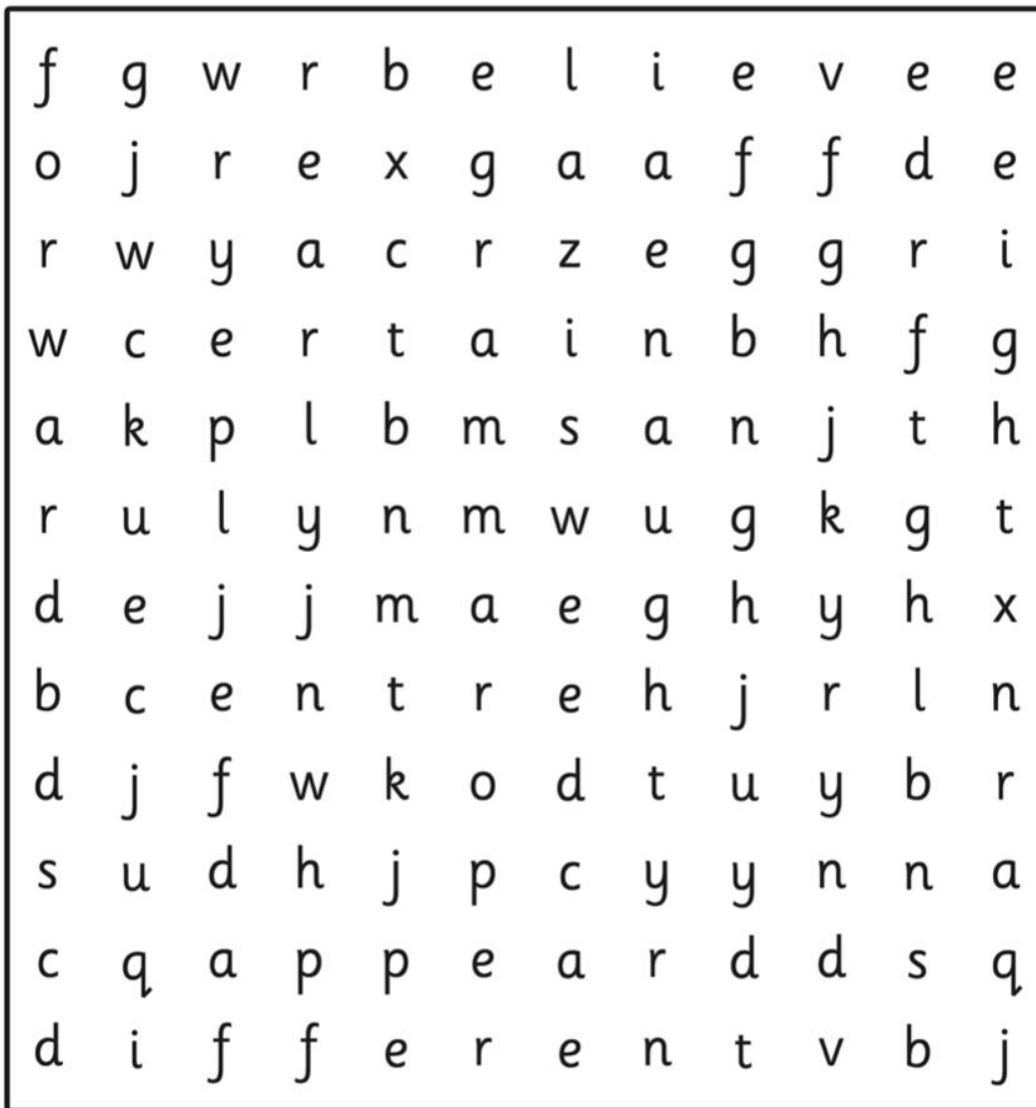 f g w r b e l i e v e e
o j r e x g a a f f d e
r w y a c r z e g g r i
w c e r t a i n b h f g
a k p l b m s a n j t h
r u l y n m w u g k g t
d e j j m a e g h y h x
b c e n t r e h j r l n
d j f w k o d t u y b r
s u d h j p c y y n n a
c q a p p e a r d d s q
d i f f e r e n t v b j